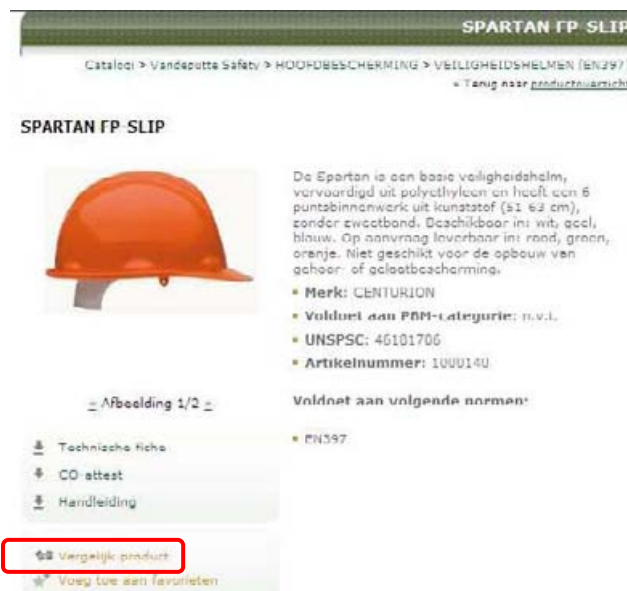 SPARTAN FP SLIP
Catalogi > Vandeputte Safety > HOOFDBESCHERMING > VEILIGHEIDSHELMEN (EN397)
« Terug naar productoverzicht
SPARTAN FP SLIP
De Spartan is een basis veiligheidshelm,
vervaardigd uit polyethyleen en heeft een 6
puntsbinnenwerk uit kunststof (51-63 cm),
zonder zweetband. Beschikbaar in: wit, geel,
blauw. Op aanvraag leverbaar in: rood, groen,
oranje. Niet geschikt voor de opbouw van
gehoor- of gelaatbescherming.
Merk: CENTURION
Voldoet aan PBM-categorie: n.v.t.
UNSPSC: 46181706
Artikelnummer: 1000140
Afbeelding 1/2
Voldoet aan volgende normen:
EN397
Technische fiche
CO attest
Handleiding
Vergelijk product
Voeg toe aan favorieten